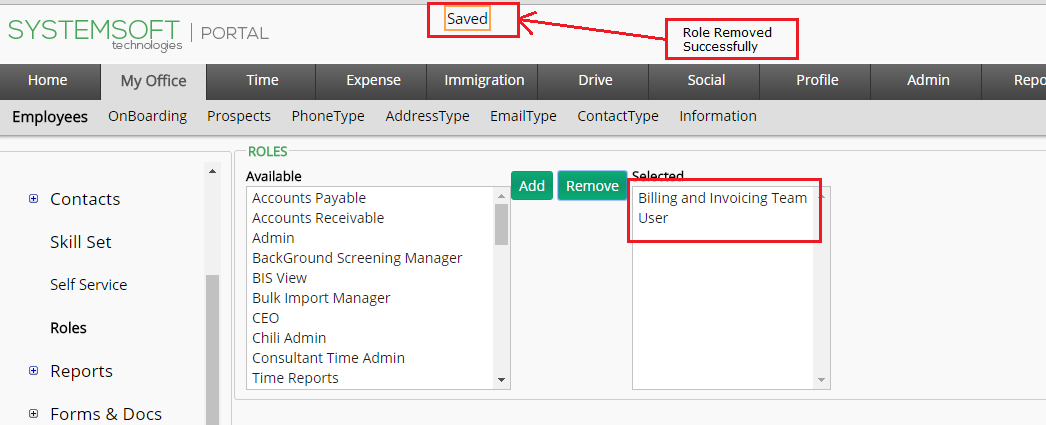 Saved
Role Removed
Successfully
SYSTEMSOFT
technologies
PORTAL
Home My Office Time Expense Immigration Drive Social Profile Admin Repo
Employees OnBoarding Prospects PhoneType AddressType EmailType ContactType Information
Contacts
Skill Set
Self Service
Roles
Reports
Forms & Docs
ROLES
Available
Accounts Payable
Accounts Receivable
Admin
BackGround Screening Manager
BIS View
Bulk Import Manager
CEO
Chili Admin
Consultant Time Admin
Time Reports
Add Remove
Selected
Billing and Invoicing Team
User